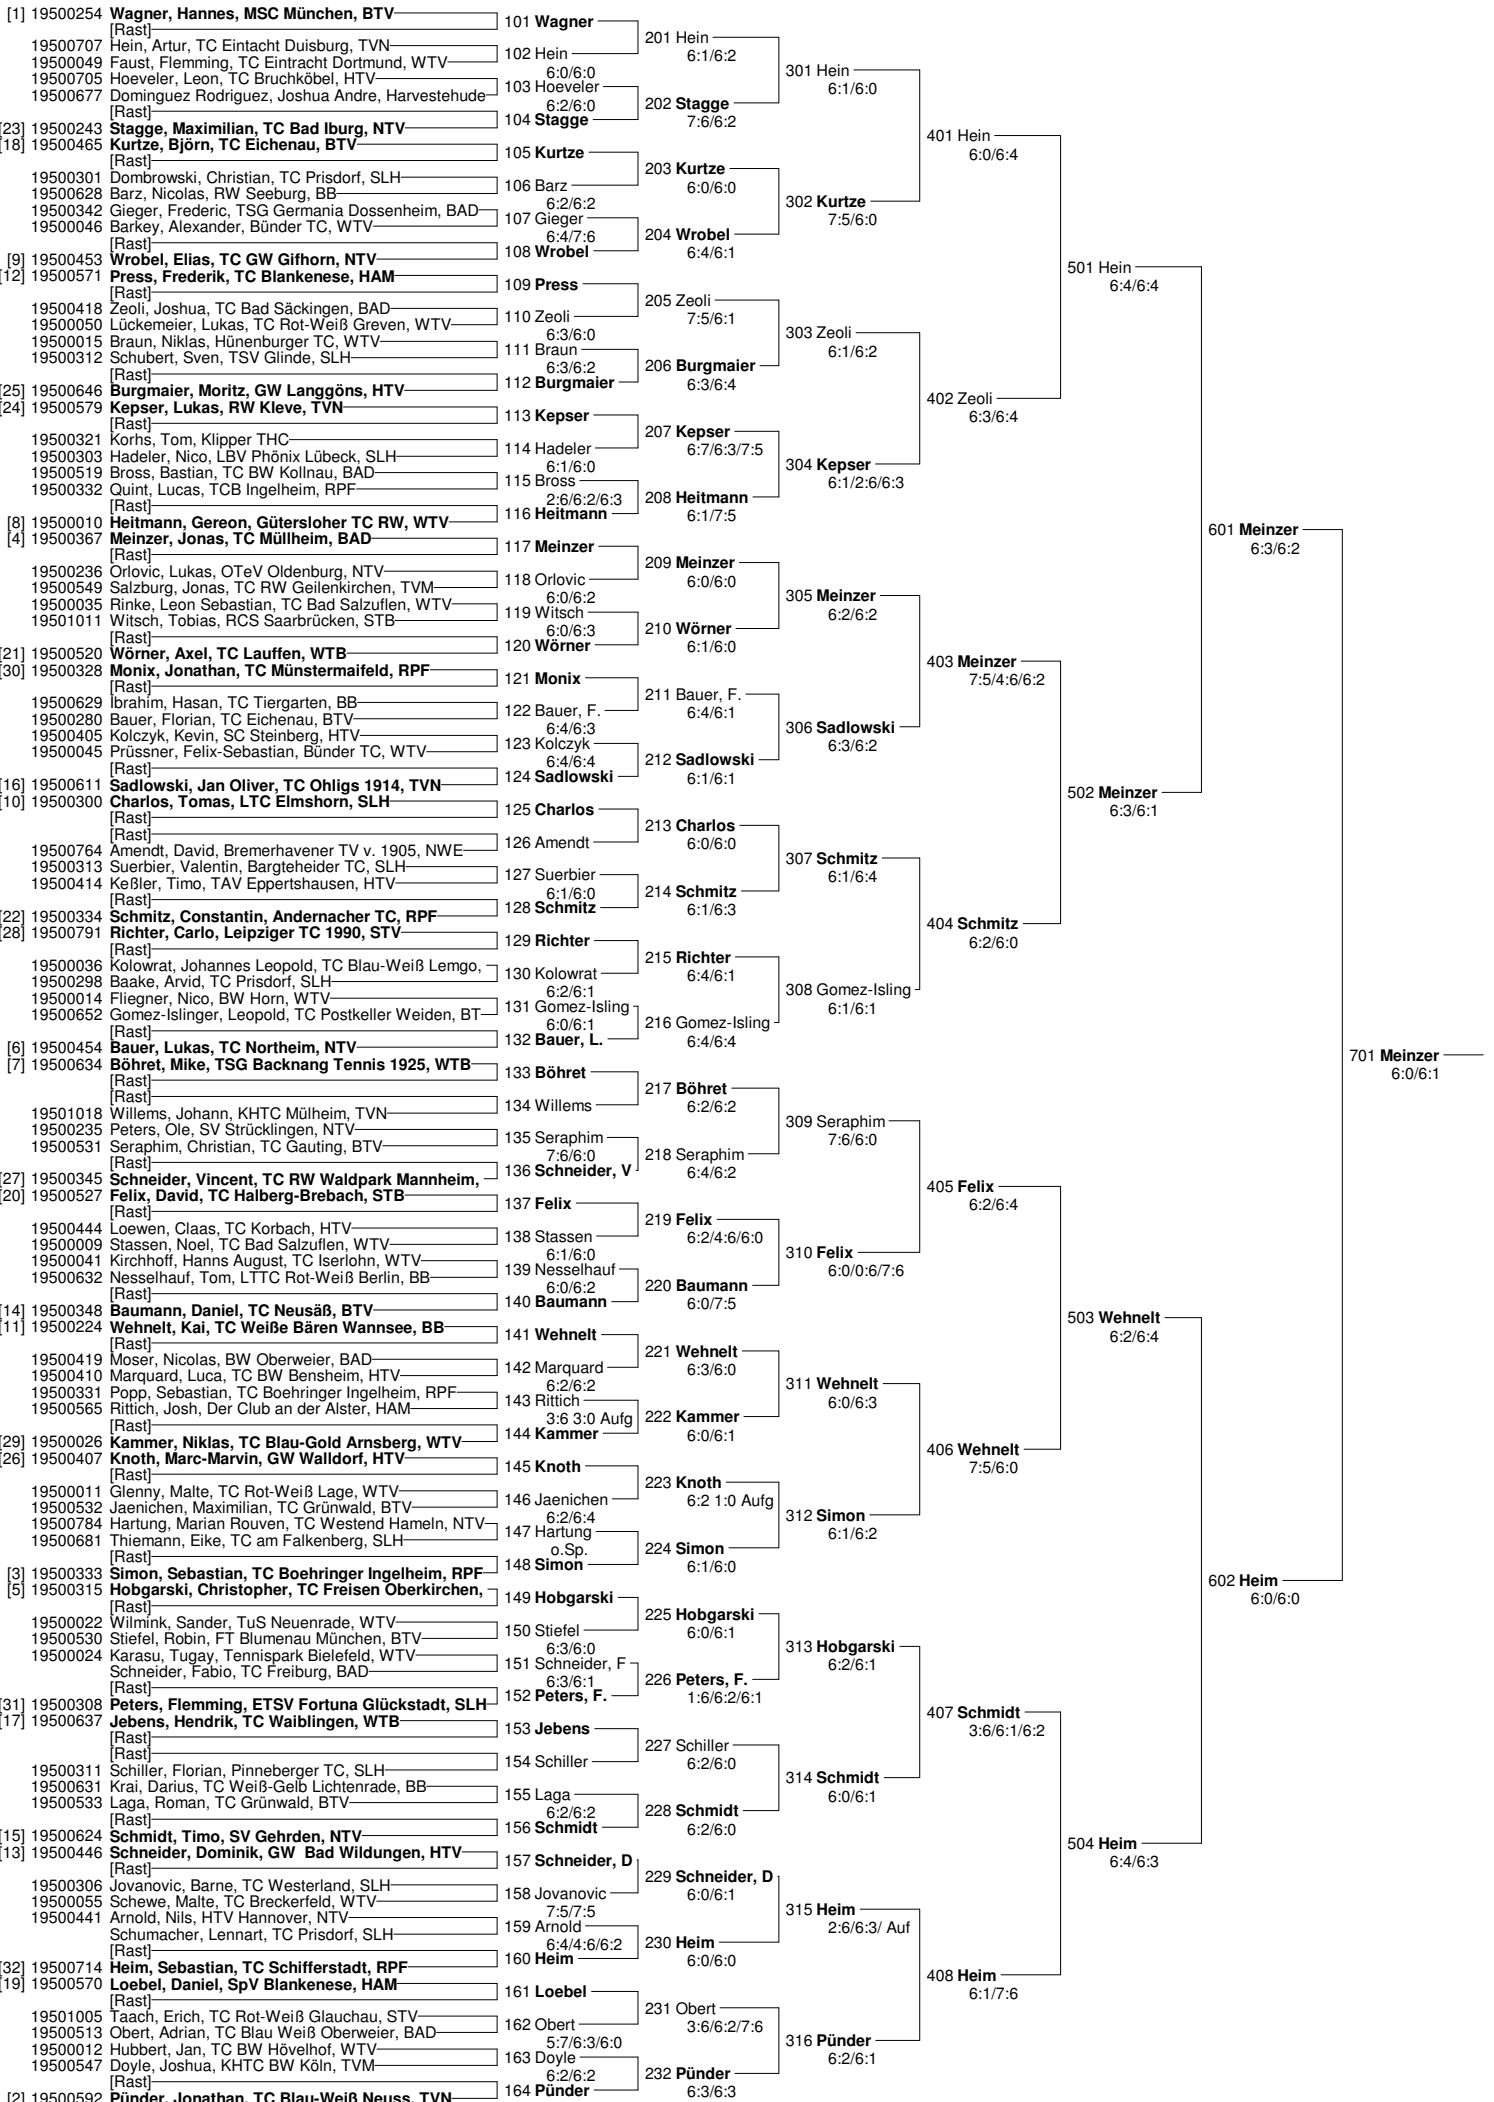 [1] 19500254 Wagner, Hannes, MSC München, BTV
[Rast]
19500707 Hein, Artur, TC Eintacht Duisburg, TVN
19500049 Faust, Flemming, TC Eintracht Dortmund, WTV
19500705 Hoeveler, Leon, TC Bruchköbel, HTV
19500677 Dominguez Rodriguez, Joshua Andre, Harvestehude
[Rast]
[23] 19500243 Stagge, Maximilian, TC Bad Iburg, NTV
[18] 19500465 Kurtze, Björn, TC Eichenau, BTV
[Rast]
19500301 Dombrowski, Christian, TC Prisdorf, SLH
19500628 Barz, Nicolas, RW Seeburg, BB
19500342 Gieger, Frederic, TSG Germania Dossenheim, BAD
19500046 Barkey, Alexander, Bünder TC, WTV
[Rast]
[9] 19500453 Wrobel, Elias, TC GW Gifhorn, NTV
[12] 19500571 Press, Frederik, TC Blankenese, HAM
[Rast]
19500418 Zeoli, Joshua, TC Bad Säckingen, BAD
19500050 Lückemeier, Lukas, TC Rot-Weiß Greven, WTV
19500015 Braun, Niklas, Hünenburger TC, WTV
19500312 Schubert, Sven, TSV Glinde, SLH
[Rast]
[25] 19500646 Burgmaier, Moritz, GW Langgöns, HTV
[24] 19500579 Kepser, Lukas, RW Kleve, TVN
[Rast]
19500321 Korhs, Tom, Klipper THC
19500303 Hadeler, Nico, LBV Phönix Lübeck, SLH
19500519 Bross, Bastian, TC BW Kollnau, BAD
19500332 Quint, Lucas, TCB Ingelheim, RPF
[Rast]
[8] 19500010 Heitmann, Gereon, Gütersloher TC RW, WTV
[4] 19500367 Meinzer, Jonas, TC Müllheim, BAD
[Rast]
19500236 Orlovic, Lukas, OTeV Oldenburg, NTV
19500549 Salzburg, Jonas, TC RW Geilenkirchen, TVM
19500035 Rinke, Leon Sebastian, TC Bad Salzuflen, WTV
19501011 Witsch, Tobias, RCS Saarbrücken, STB
[Rast]
[21] 19500520 Wörner, Axel, TC Lauffen, WTB
[30] 19500328 Monix, Jonathan, TC Münstermaifeld, RPF
[Rast]
19500629 Ibrahim, Hasan, TC Tiergarten, BB
19500280 Bauer, Florian, TC Eichenau, BTV
19500405 Kolczyk, Kevin, SC Steinberg, HTV
19500045 Prüssner, Felix-Sebastian, Bünder TC, WTV
[Rast]
[16] 19500611 Sadlowski, Jan Oliver, TC Ohligs 1914, TVN
[10] 19500300 Charlos, Tomas, LTC Elmshorn, SLH
[Rast]
[Rast]
19500764 Amendt, David, Bremerhavener TV v. 1905, NWE
19500313 Suerbier, Valentin, Bargteheider TC, SLH
19500414 Keßler, Timo, TAV Eppertshausen, HTV
[Rast]
[22] 19500334 Schmitz, Constantin, Andernacher TC, RPF
[28] 19500791 Richter, Carlo, Leipziger TC 1990, STV
[Rast]
19500036 Kolowrat, Johannes Leopold, TC Blau-Weiß Lemgo,
19500298 Baake, Arvid, TC Prisdorf, SLH
19500014 Fliegner, Nico, BW Horn, WTV
19500652 Gomez-Islinger, Leopold, TC Postkeller Weiden, BT
[Rast]
[6] 19500454 Bauer, Lukas, TC Northeim, NTV
[7] 19500634 Böhret, Mike, TSG Backnang Tennis 1925, WTB
[Rast]
[Rast]
19501018 Willems, Johann, KHTC Mülheim, TVN
19500235 Peters, Ole, SV Strücklingen, NTV
19500531 Seraphim, Christian, TC Gauting, BTV
[Rast]
[27] 19500345 Schneider, Vincent, TC RW Waldpark Mannheim,
[20] 19500527 Felix, David, TC Halberg-Brebach, STB
[Rast]
19500444 Loewen, Claas, TC Korbach, HTV
19500009 Stassen, Noel, TC Bad Salzuflen, WTV
19500041 Kirchhoff, Hanns August, TC Iserlohn, WTV
19500632 Nesselhauf, Tom, LTTC Rot-Weiß Berlin, BB
[Rast]
[14] 19500348 Baumann, Daniel, TC Neusäß, BTV
[11] 19500224 Wehnelt, Kai, TC Weiße Bären Wannsee, BB
[Rast]
19500419 Moser, Nicolas, BW Oberweier, BAD
19500410 Marquard, Luca, TC BW Bensheim, HTV
19500331 Popp, Sebastian, TC Boehringer Ingelheim, RPF
19500565 Rittich, Josh, Der Club an der Alster, HAM
[Rast]
[29] 19500026 Kammer, Niklas, TC Blau-Gold Arnsberg, WTV
[26] 19500407 Knoth, Marc-Marvin, GW Walldorf, HTV
[Rast]
19500011 Glenny, Malte, TC Rot-Weiß Lage, WTV
19500532 Jaenichen, Maximilian, TC Grünwald, BTV
19500784 Hartung, Marian Rouven, TC Westend Hameln, NTV
19500681 Thiemann, Eike, TC am Falkenberg, SLH
[Rast]
[3] 19500333 Simon, Sebastian, TC Boehringer Ingelheim, RPF
[5] 19500315 Hobgarski, Christopher, TC Freisen Oberkirchen,
[Rast]
19500022 Wilmink, Sander, TuS Neuenrade, WTV
19500530 Stiefel, Robin, FT Blumenau München, BTV
19500024 Karasu, Tugay, Tennispark Bielefeld, WTV
Schneider, Fabio, TC Freiburg, BAD
[Rast]
[31] 19500308 Peters, Flemming, ETSV Fortuna Glückstadt, SLH
[17] 19500637 Jebens, Hendrik, TC Waiblingen, WTB
[Rast]
[Rast]
19500311 Schiller, Florian, Pinneberger TC, SLH
19500631 Krai, Darius, TC Weiß-Gelb Lichtenrade, BB
19500533 Laga, Roman, TC Grünwald, BTV
[Rast]
[15] 19500624 Schmidt, Timo, SV Gehrden, NTV
[13] 19500446 Schneider, Dominik, GW  Bad Wildungen, HTV
[Rast]
19500306 Jovanovic, Barne, TC Westerland, SLH
19500055 Schewe, Malte, TC Breckerfeld, WTV
19500441 Arnold, Nils, HTV Hannover, NTV
Schumacher, Lennart, TC Prisdorf, SLH
[Rast]
[32] 19500714 Heim, Sebastian, TC Schifferstadt, RPF
[19] 19500570 Loebel, Daniel, SpV Blankenese, HAM
[Rast]
19501005 Taach, Erich, TC Rot-Weiß Glauchau, STV
19500513 Obert, Adrian, TC Blau Weiß Oberweier, BAD
19500012 Hubbert, Jan, TC BW Hövelhof, WTV
19500547 Doyle, Joshua, KHTC BW Köln, TVM
[Rast]
[2] 19500592 Pünder, Jonathan, TC Blau-Weiß Neuss, TVN
101 Wagner
102 Hein
6:0/6:0
103 Hoeveler
6:2/6:0
104 Stagge
105 Kurtze
106 Barz
6:2/6:2
107 Gieger
6:4/7:6
108 Wrobel
109 Press
110 Zeoli
6:3/6:0
111 Braun
6:3/6:2
112 Burgmaier
113 Kepser
114 Hadeler
6:1/6:0
115 Bross
2:6/6:2/6:3
116 Heitmann
117 Meinzer
118 Orlovic
6:0/6:2
119 Witsch
6:0/6:3
120 Wörner
121 Monix
122 Bauer, F.
6:4/6:3
123 Kolczyk
6:4/6:4
124 Sadlowski
125 Charlos
126 Amendt
127 Suerbier
6:1/6:0
128 Schmitz
129 Richter
130 Kolowrat
6:2/6:1
131 Gomez-Isling
6:0/6:1
132 Bauer, L.
133 Böhret
134 Willems
135 Seraphim
7:6/6:0
136 Schneider, V
137 Felix
138 Stassen
6:1/6:0
139 Nesselhauf
6:0/6:2
140 Baumann
141 Wehnelt
142 Marquard
6:2/6:2
143 Rittich
3:6 3:0 Aufg
144 Kammer
145 Knoth
146 Jaenichen
6:2/6:4
147 Hartung
o.Sp.
148 Simon
149 Hobgarski
150 Stiefel
6:3/6:0
151 Schneider, F
6:3/6:1
152 Peters, F.
153 Jebens
154 Schiller
155 Laga
6:2/6:2
156 Schmidt
157 Schneider, D
158 Jovanovic
7:5/7:5
159 Arnold
6:4/4:6/6:2
160 Heim
161 Loebel
162 Obert
5:7/6:3/6:0
163 Doyle
6:2/6:2
164 Pünder
201 Hein
6:1/6:2
202 Stagge
7:6/6:2
203 Kurtze
6:0/6:0
204 Wrobel
6:4/6:1
205 Zeoli
7:5/6:1
206 Burgmaier
6:3/6:4
207 Kepser
6:7/6:3/7:5
208 Heitmann
6:1/7:5
209 Meinzer
6:0/6:0
210 Wörner
6:1/6:0
211 Bauer, F.
6:4/6:1
212 Sadlowski
6:1/6:1
213 Charlos
6:0/6:0
214 Schmitz
6:1/6:3
215 Richter
6:4/6:1
216 Gomez-Isling
6:4/6:4
217 Böhret
6:2/6:2
218 Seraphim
6:4/6:2
219 Felix
6:2/4:6/6:0
220 Baumann
6:0/7:5
221 Wehnelt
6:3/6:0
222 Kammer
6:0/6:1
223 Knoth
6:2 1:0 Aufg
224 Simon
6:1/6:0
225 Hobgarski
6:0/6:1
226 Peters, F.
1:6/6:2/6:1
227 Schiller
6:2/6:0
228 Schmidt
6:2/6:0
229 Schneider, D
6:0/6:1
230 Heim
6:0/6:0
231 Obert
3:6/6:2/7:6
232 Pünder
6:3/6:3
301 Hein
6:1/6:0
302 Kurtze
7:5/6:0
303 Zeoli
6:1/6:2
304 Kepser
6:1/2:6/6:3
305 Meinzer
6:2/6:2
306 Sadlowski
6:3/6:2
307 Schmitz
6:1/6:4
308 Gomez-Isling
6:1/6:1
309 Seraphim
7:6/6:0
310 Felix
6:0/0:6/7:6
311 Wehnelt
6:0/6:3
312 Simon
6:1/6:2
313 Hobgarski
6:2/6:1
314 Schmidt
6:0/6:1
315 Heim
2:6/6:3/ Auf
316 Pünder
6:2/6:1
401 Hein
6:0/6:4
402 Zeoli
6:3/6:4
403 Meinzer
7:5/4:6/6:2
404 Schmitz
6:2/6:0
405 Felix
6:2/6:4
406 Wehnelt
7:5/6:0
407 Schmidt
3:6/6:1/6:2
408 Heim
6:1/7:6
501 Hein
6:4/6:4
502 Meinzer
6:3/6:1
503 Wehnelt
6:2/6:4
504 Heim
6:4/6:3
601 Meinzer
6:3/6:2
602 Heim
6:0/6:0
701 Meinzer
6:0/6:1